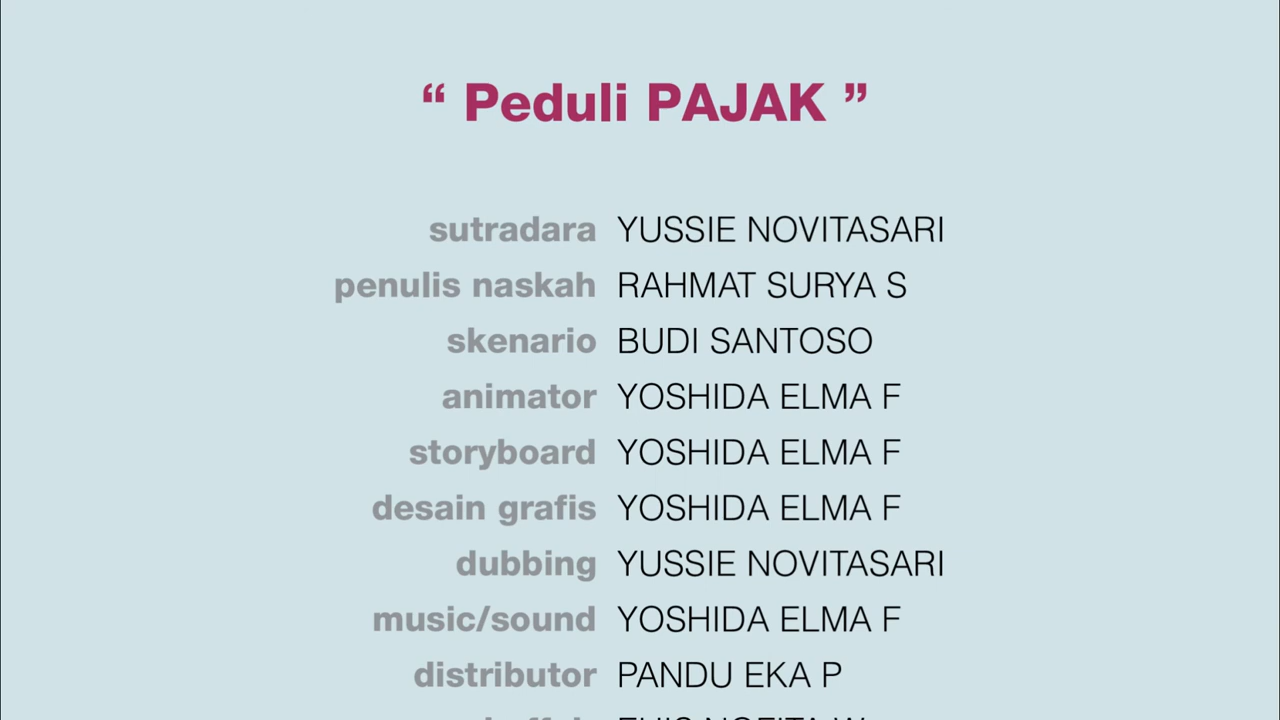 “ Peduli PAJAK ”
sutradara YUSSIE NOVITASARI
penulis naskah RAHMAT SURYA S
skenario BUDI SANTOSO
animator YOSHIDA ELMA F
storyboard YOSHIDA ELMA F
desain grafis YOSHIDA ELMA F
dubbing YUSSIE NOVITASARI
music/sound YOSHIDA ELMA F
distributor PANDU EKA P